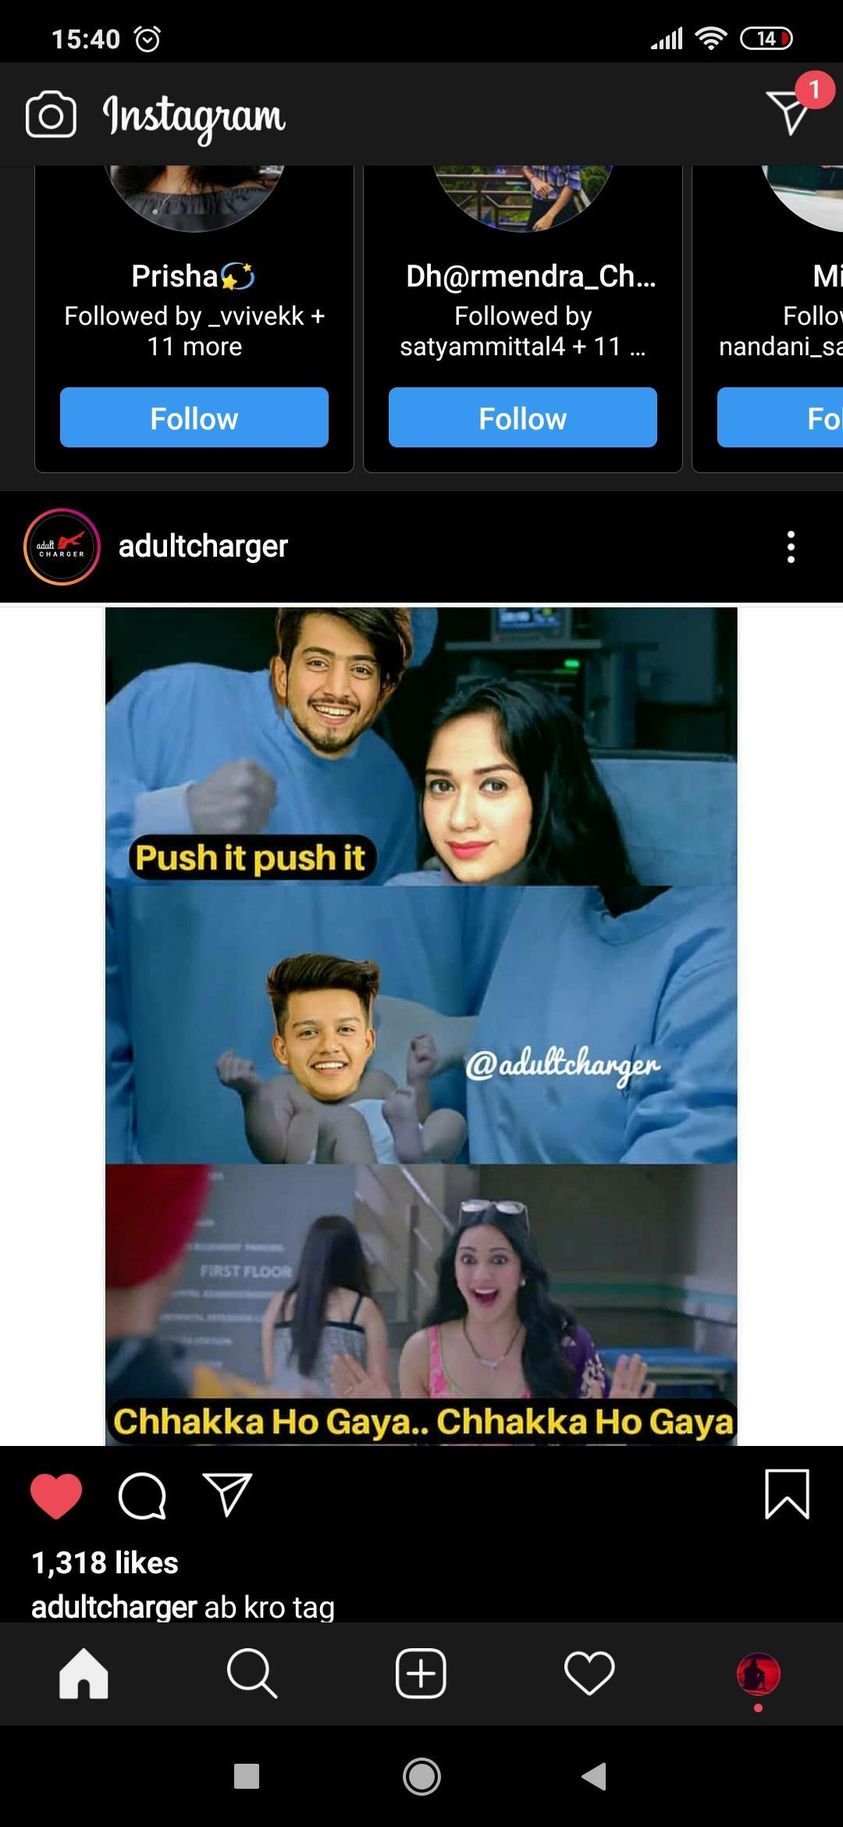 15:40
14
Instagram
1
Prisha
Followed by _vvivekk +
11 more
Follow
Dh@rmendra_Ch...
Followed by
satyammittal4 + 11 ...
Follow
Mi
Follo
nandani_sa
Fo
adult
CHARGER
adultcharger
Push it push it
@adultcharger
FIRST FLOOR
Chhakka Ho Gaya.. Chhakka Ho Gaya
1,318 likes
adultcharger ab kro tag